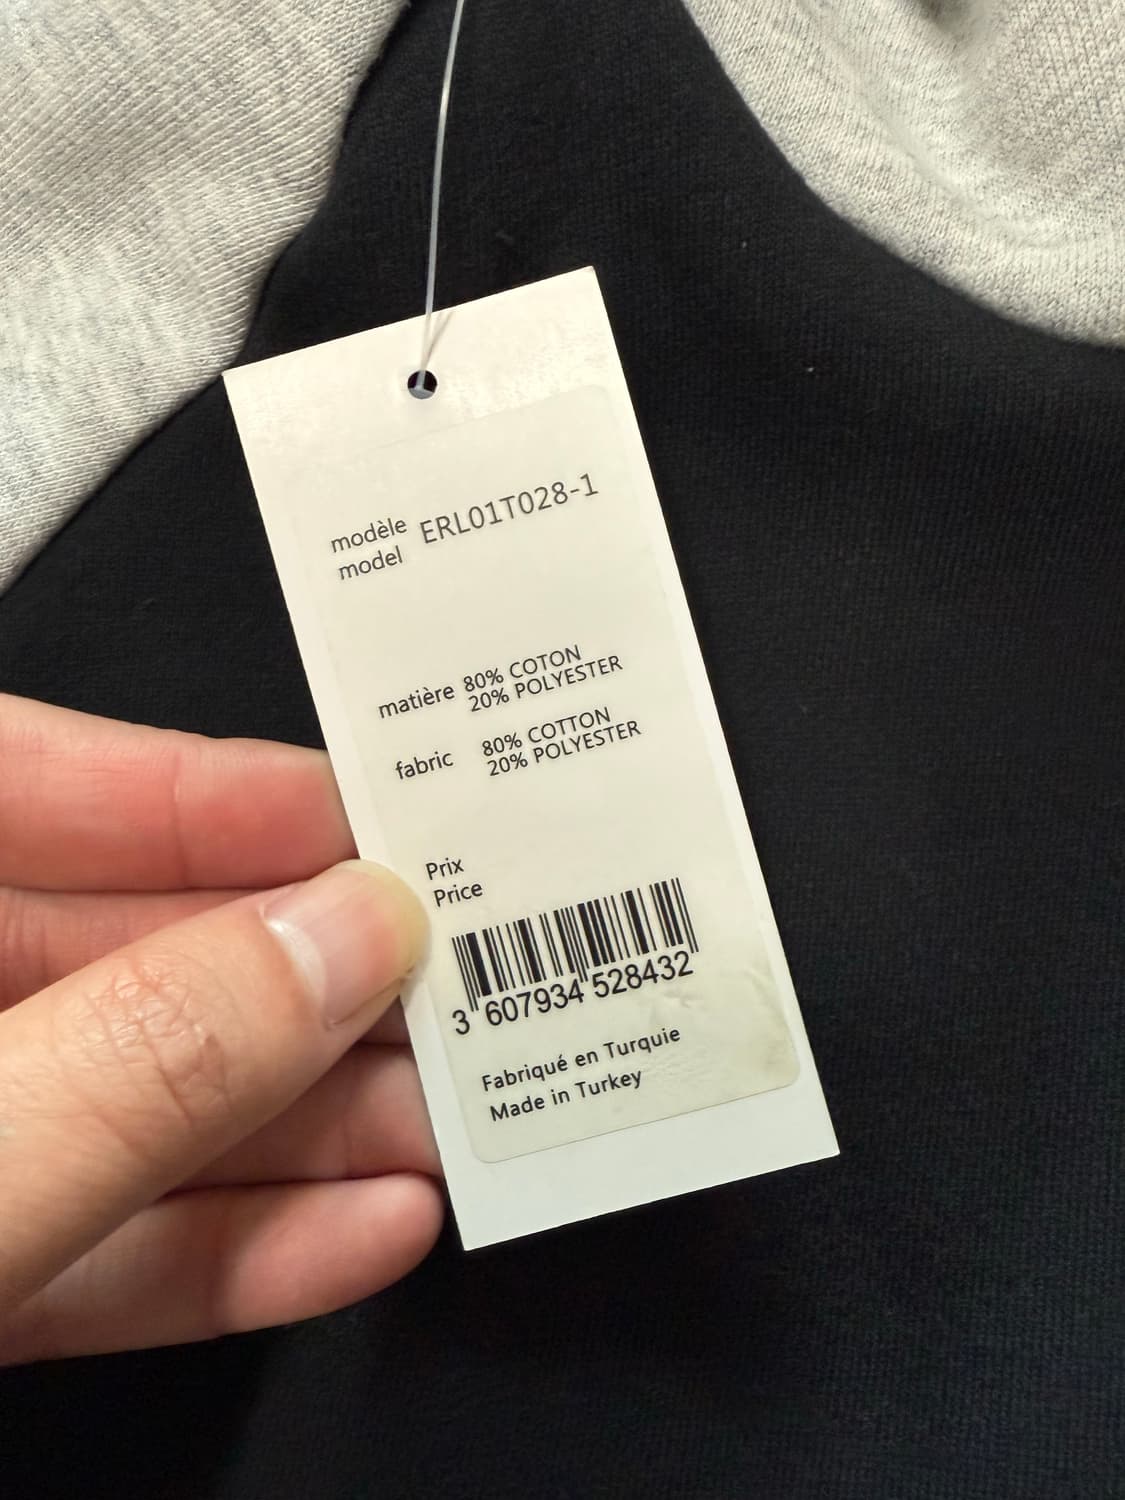 modèle ERL01T028-1
model
matière 80% COTON
20% POLYESTER
fabric 80% COTTON
20% POLYESTER
Prix
Price
3 607934 528432
Fabriqué en Turquie
Made in Turkey